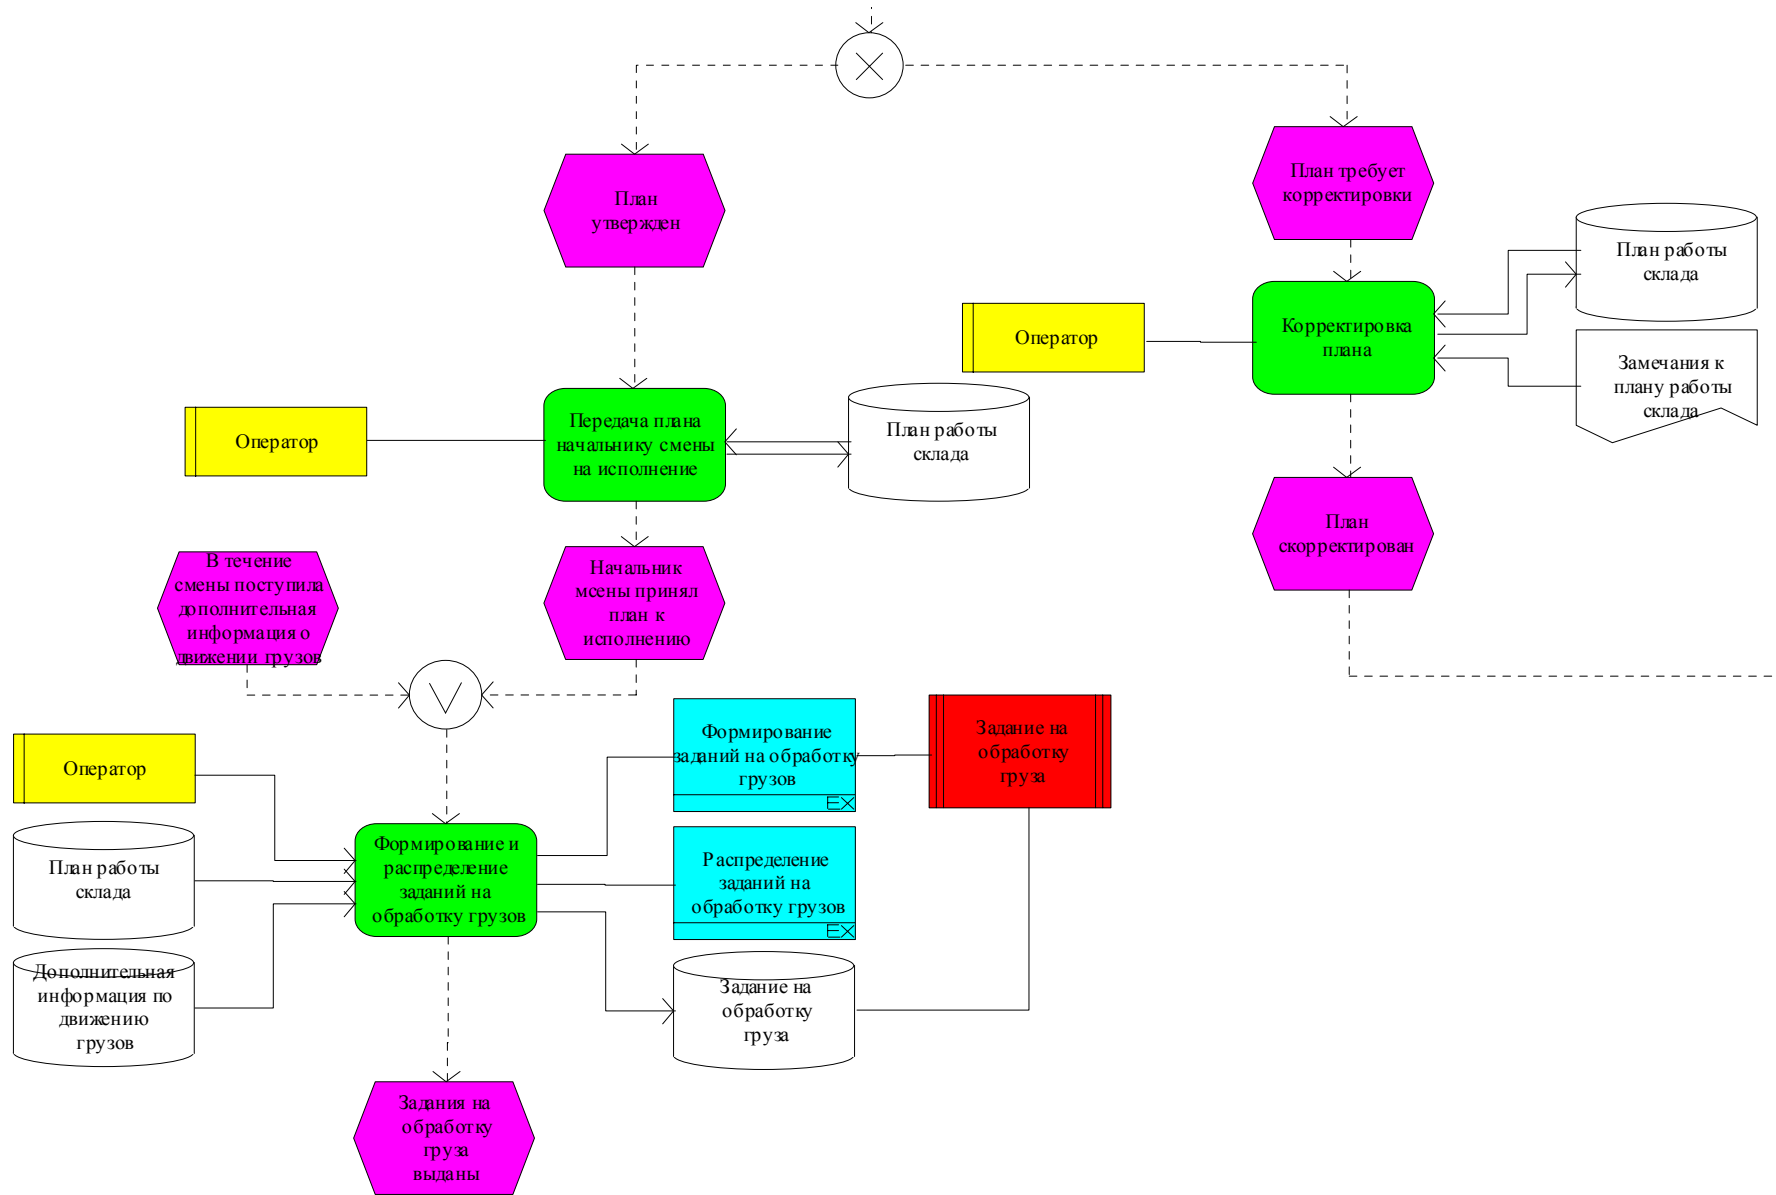 План
утвержден
План требует
корректировки
План работы
склада
Оператор
Корректировка
плана
Замечания к
плану работы
склада
Оператор
Передача плана
начальнику смены
на исполнение
План работы
склада
План
скорректирован
В течение
смены поступила
дополнительная
информация о
движении грузов
Начальник
мсены принял
план к
исполнению
Оператор
Формирование
заданий на обработку
грузов
EX
Задание на
обработку
груза
План работы
склада
Формирование и
распределение
заданий на
обработку грузов
Распределение
заданий на
обработку грузов
EX
Дополнительная
информация по
движению
грузов
Задание на
обработку
груза
Задания на
обработку
груза
выданы